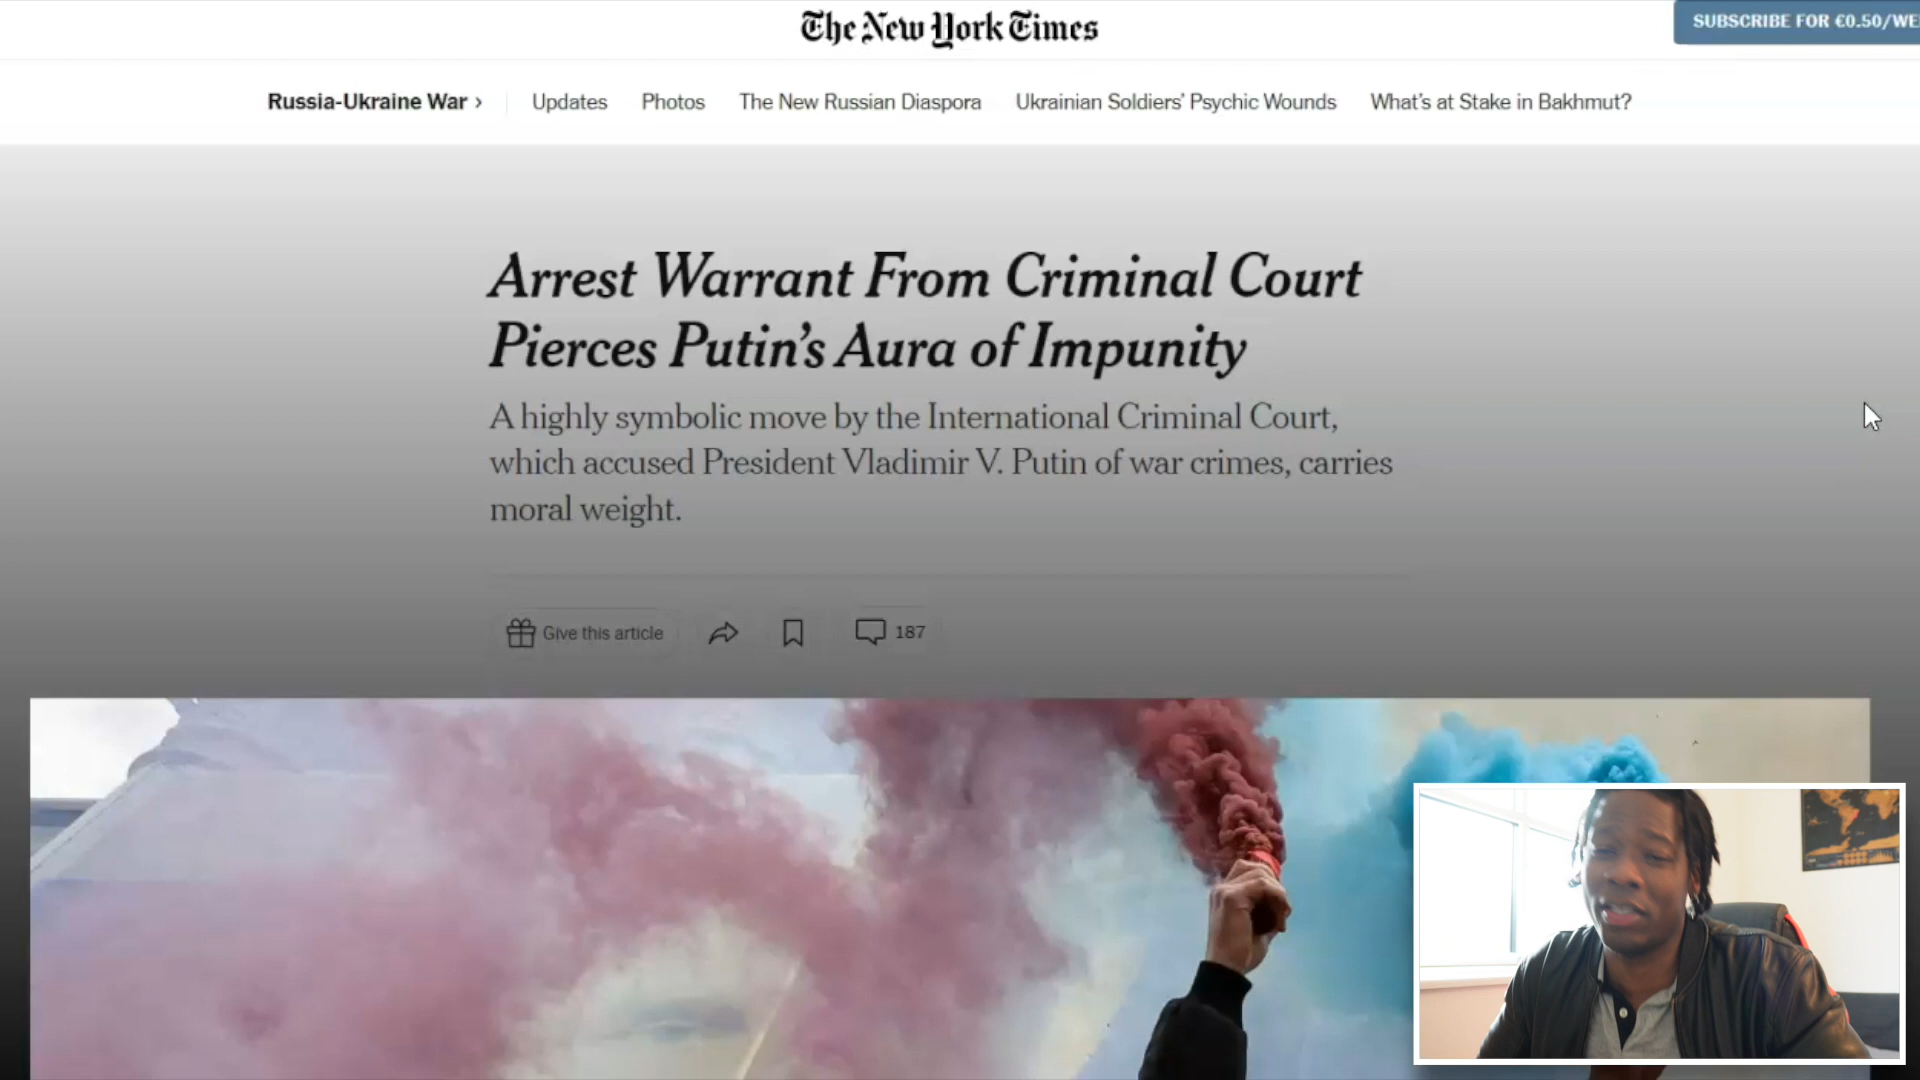 The New York Times
SUBSCRIBE FOR €0.50/WE
Russia-Ukraine War › Updates Photos The New Russian Diaspora Ukrainian Soldiers’ Psychic Wounds What’s at Stake in Bakhmut?
Arrest Warrant From Criminal Court
Pierces Putin’s Aura of Impunity
A highly symbolic move by the International Criminal Court,
which accused President Vladimir V. Putin of war crimes, carries
moral weight.
Give this article 187